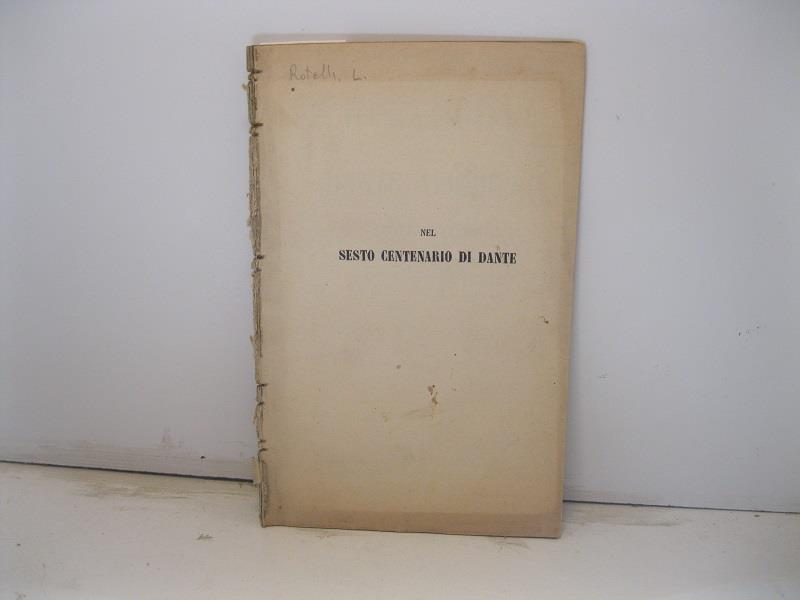 Rotelli, L.
NEL
SESTO CENTENARIO DI DANTE